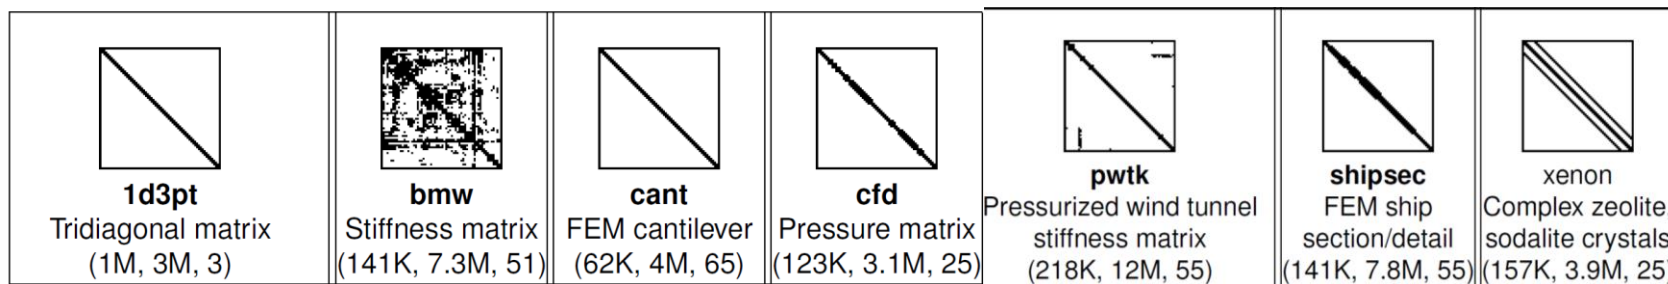 1d3pt
Tridiagonal matrix
(1M, 3M, 3)
bmw
Stiffness matrix
(141K, 7.3M, 51)
cant
FEM cantilever
(62K, 4M, 65)
cfd
Pressure matrix
(123K, 3.1M, 25)
pwtk
Pressurized wind tunnel
stiffness matrix
(218K, 12M, 55)
shipsec
FEM ship
section/detail
(141K, 7.8M, 55)
xenon
Complex zeolite,
sodalite crystals
(157K, 3.9M, 25)